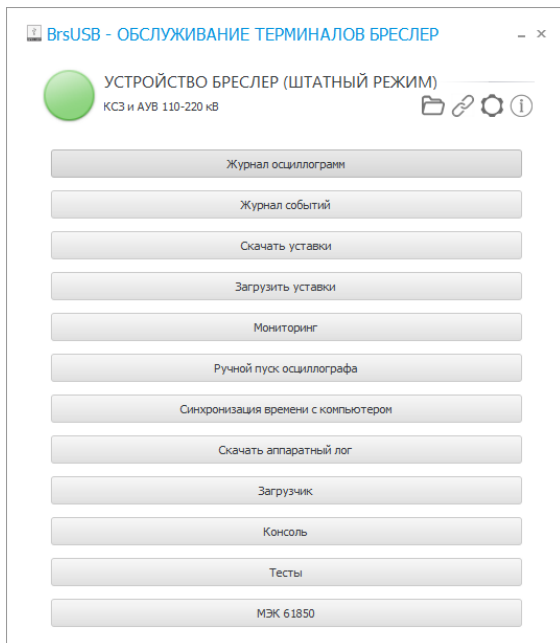 BrsUSB - ОБСЛУЖИВАНИЕ ТЕРМИНАЛОВ БРЕСЛЕР
УСТРОЙСТВО БРЕСЛЕР (ШТАТНЫЙ РЕЖИМ)
КСЗ и АУВ 110-220 кВ
Журнал осциллограмм
Журнал событий
Скачать уставки
Загрузить уставки
Мониторинг
Ручной пуск осциллографа
Синхронизация времени с компьютером
Скачать аппаратный лог
Загрузчик
Консоль
Тесты
МЭК 61850